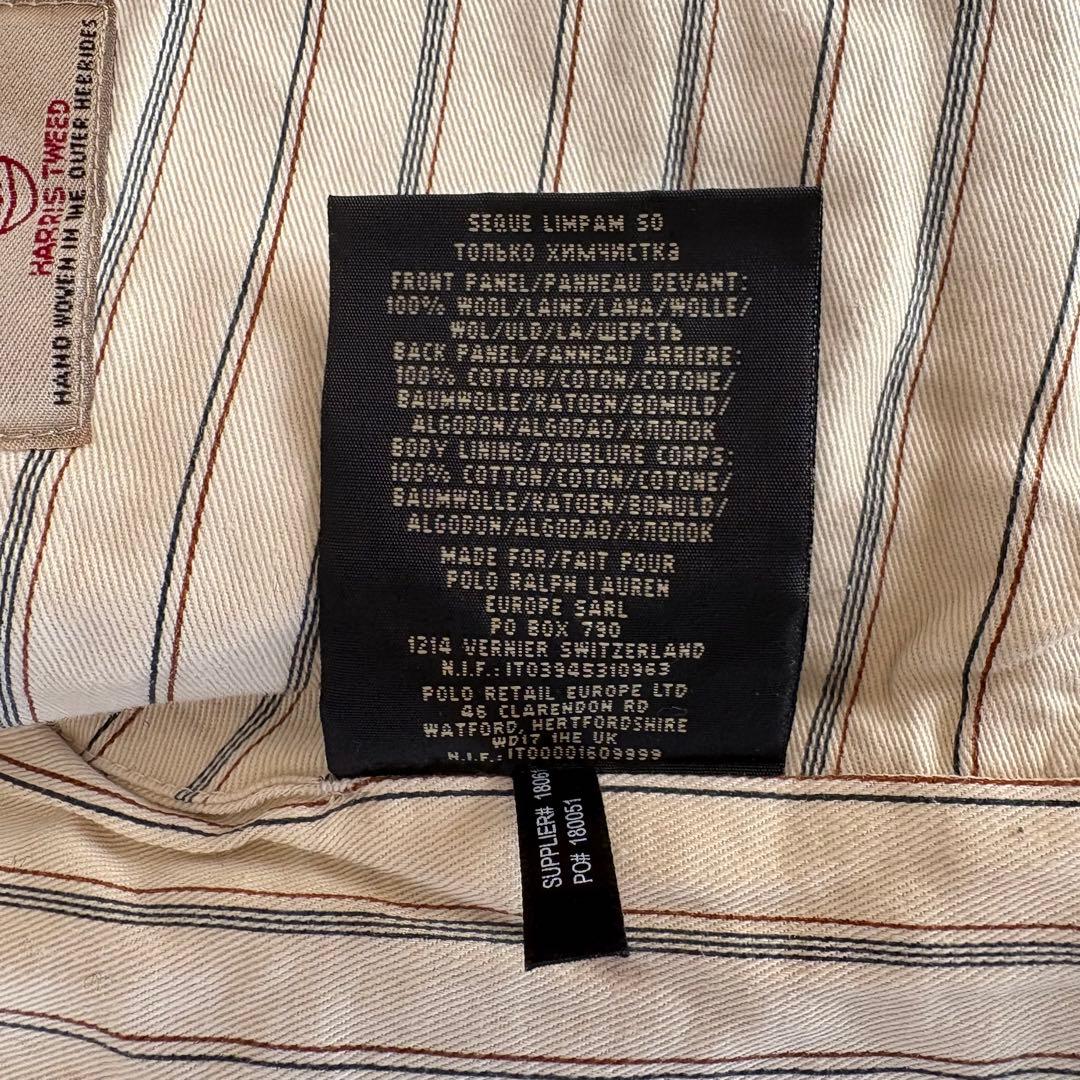 HARRIS TWEED
HAND WOVEN IN THE OUTER HEBRIDES
SEQUE LIMPAM SO
ТОЛЬКО ХИМЧИСТКЗ
FRONT PANEL/PANNEAU DEVANT:
100% WOOL/LAINE/LANA/WOLLE/
WOL/ULD/LA/ШЕРСТЬ
BACK PANEL/PANNEAU ARRIERE:
100% COTTON/COTON/COTONE/
BAUMWOLLE/KATOEN/BOMULD/
ALGODON/ALGODAO/ХЛОПОК
BODY LINING/DOUBLURE CORPS:
100% COTTON/COTON/COTONE/
BAUMWOLLE/KATOEN/BOMULD/
ALGODON/ALGODAO/ХЛОПОК
MADE FOR/FAIT POUR
POLO RALPH LAUREN
EUROPE SARL
PO BOX 790
1214 VERNIER SWITZERLAND
N.I.F.:IT03945310963
POLO RETAIL EUROPE LTD
46 CLARENDON RD
WATFORD, HERTFORDSHIRE
WD17 1HE UK
N.I.F.:IT00001609999
SUPPLIER# 18006
PO# 180051